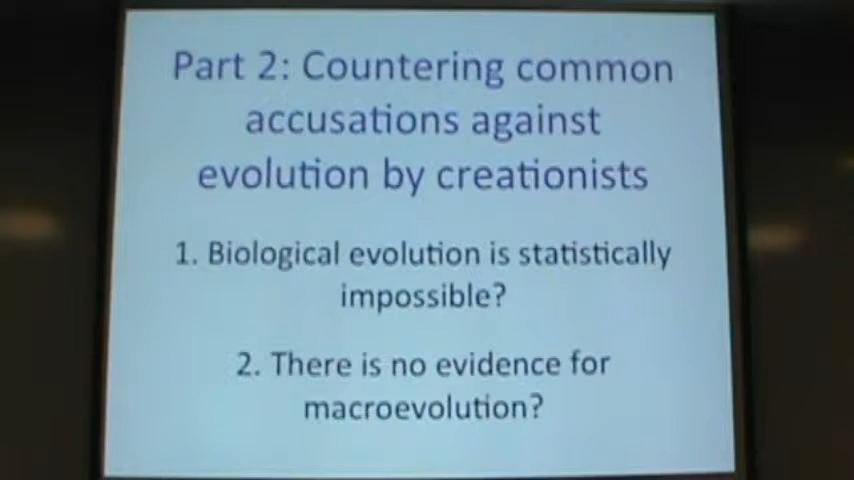 Part 2: Countering common
accusations against
evolution by creationists
1. Biological evolution is statistically
impossible?
2. There is no evidence for
macroevolution?